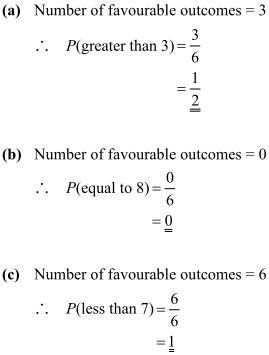 (a) Number of favourable outcomes = 3
∴ P(greater than 3) = 3/6
= 1/2
(b) Number of favourable outcomes = 0
∴ P(equal to 8) = 0/6
= 0
(c) Number of favourable outcomes = 6
∴ P(less than 7) = 6/6
= 1